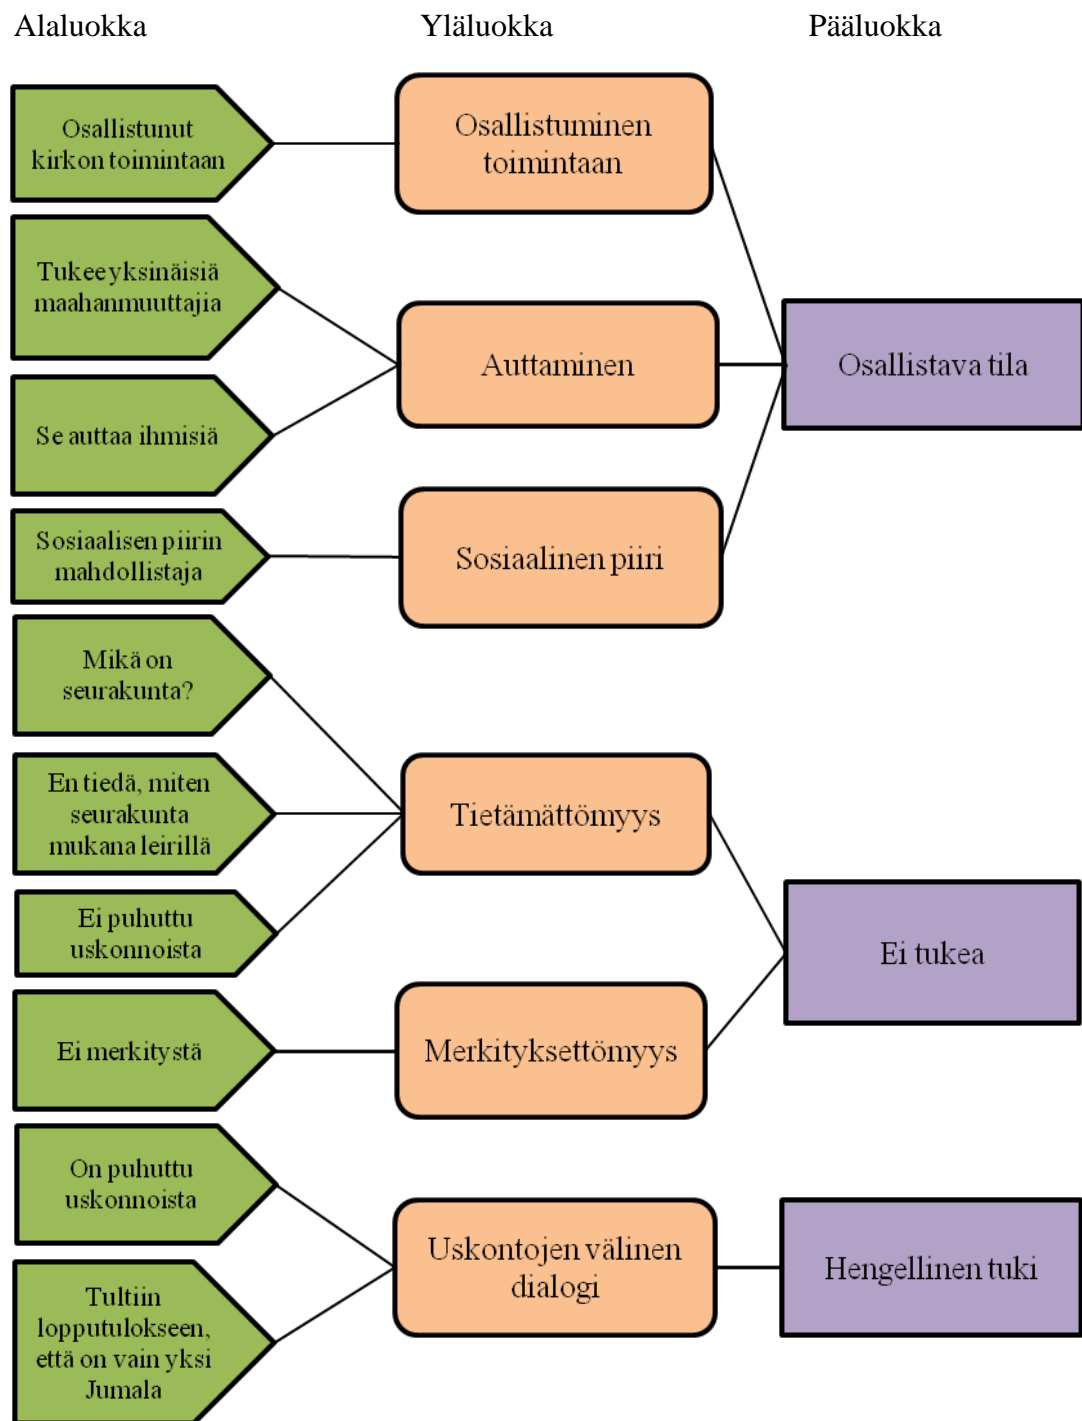 Alaluokka
Yläluokka
Pääluokka
Osallistunut
kirkon toimintaan
Osallistuminen
toimintaan
Tukee yksinäisiä
maahanmuuttajia
Auttaminen
Osallistava tila
Se auttaa ihmisiä
Sosiaalisen piirin
mahdollistaja
Sosiaalinen piiri
Mikä on
seurakunta?
En tiedä, miten
seurakunta
mukana leirillä
Tietämättömyys
Ei puhuttu
uskonnoista
Ei tukea
Ei merkitystä
Merkityksettömyys
On puhuttu
uskonnoista
Uskontojen välinen
dialogi
Hengellinen tuki
Tultiin
lopputulokseen,
että on vain yksi
Jumala